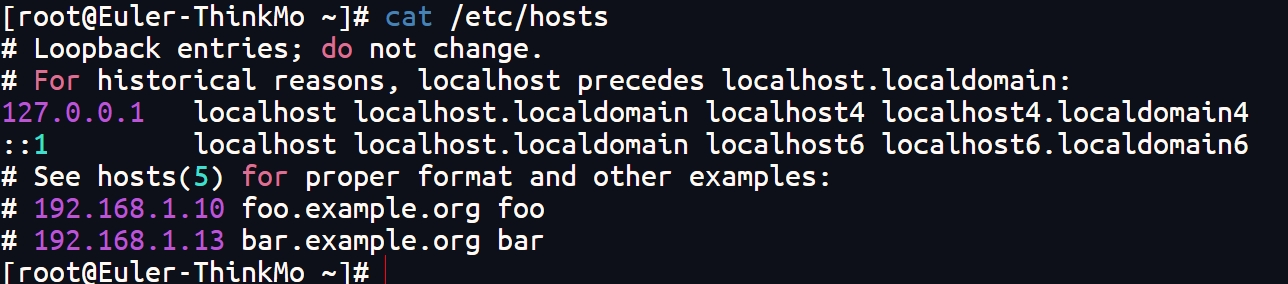 [root@Euler-ThinkMo ~]# cat /etc/hosts
# Loopback entries; do not change.
# For historical reasons, localhost precedes localhost.localdomain:
127.0.0.1   localhost localhost.localdomain localhost4 localhost4.localdomain4
::1         localhost localhost.localdomain localhost6 localhost6.localdomain6
# See hosts(5) for proper format and other examples:
# 192.168.1.10 foo.example.org foo
# 192.168.1.13 bar.example.org bar
[root@Euler-ThinkMo ~]#